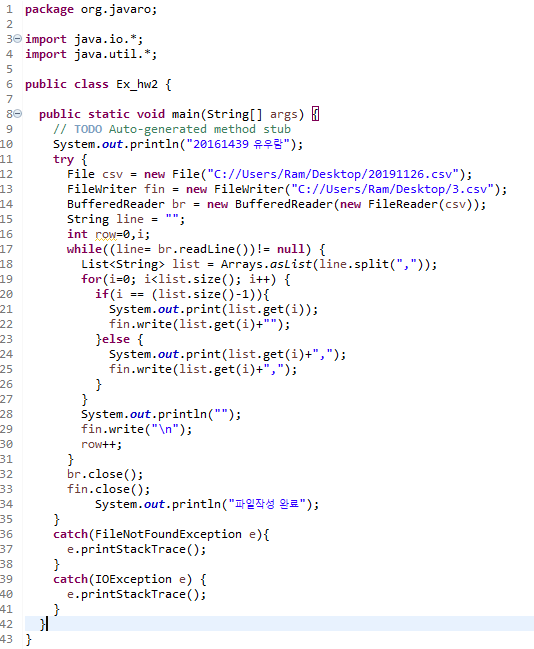 1 package org.javaro;
2
3 import java.io.*;
4 import java.util.*;
5
6 public class Ex_hw2 {
7
8 public static void main(String[] args) {
9 // TODO Auto-generated method stub
10 System.out.println("20161439 유우람");
11 try {
12 File csv = new File("C://Users/Ram/Desktop/20191126.csv");
13 FileWriter fin = new FileWriter("C://Users/Ram/Desktop/3.csv");
14 BufferedReader br = new BufferedReader(new FileReader(csv));
15 String line = "";
16 int row=0,i;
17 while((line= br.readLine())!= null) {
18 List<String> list = Arrays.asList(line.split(","));
19 for(i=0; i<list.size(); i++) {
20 if(i == (list.size()-1)){
21 System.out.print(list.get(i));
22 fin.write(list.get(i)+"");
23 }else {
24 System.out.print(list.get(i)+",");
25 fin.write(list.get(i)+",");
26 }
27 }
28 System.out.println("");
29 fin.write("\n");
30 row++;
31 }
32 br.close();
33 fin.close();
34 System.out.println("파일작성 완료");
35 }
36 catch(FileNotFoundException e){
37 e.printStackTrace();
38 }
39 catch(IOException e) {
40 e.printStackTrace();
41 }
42 }
43 }